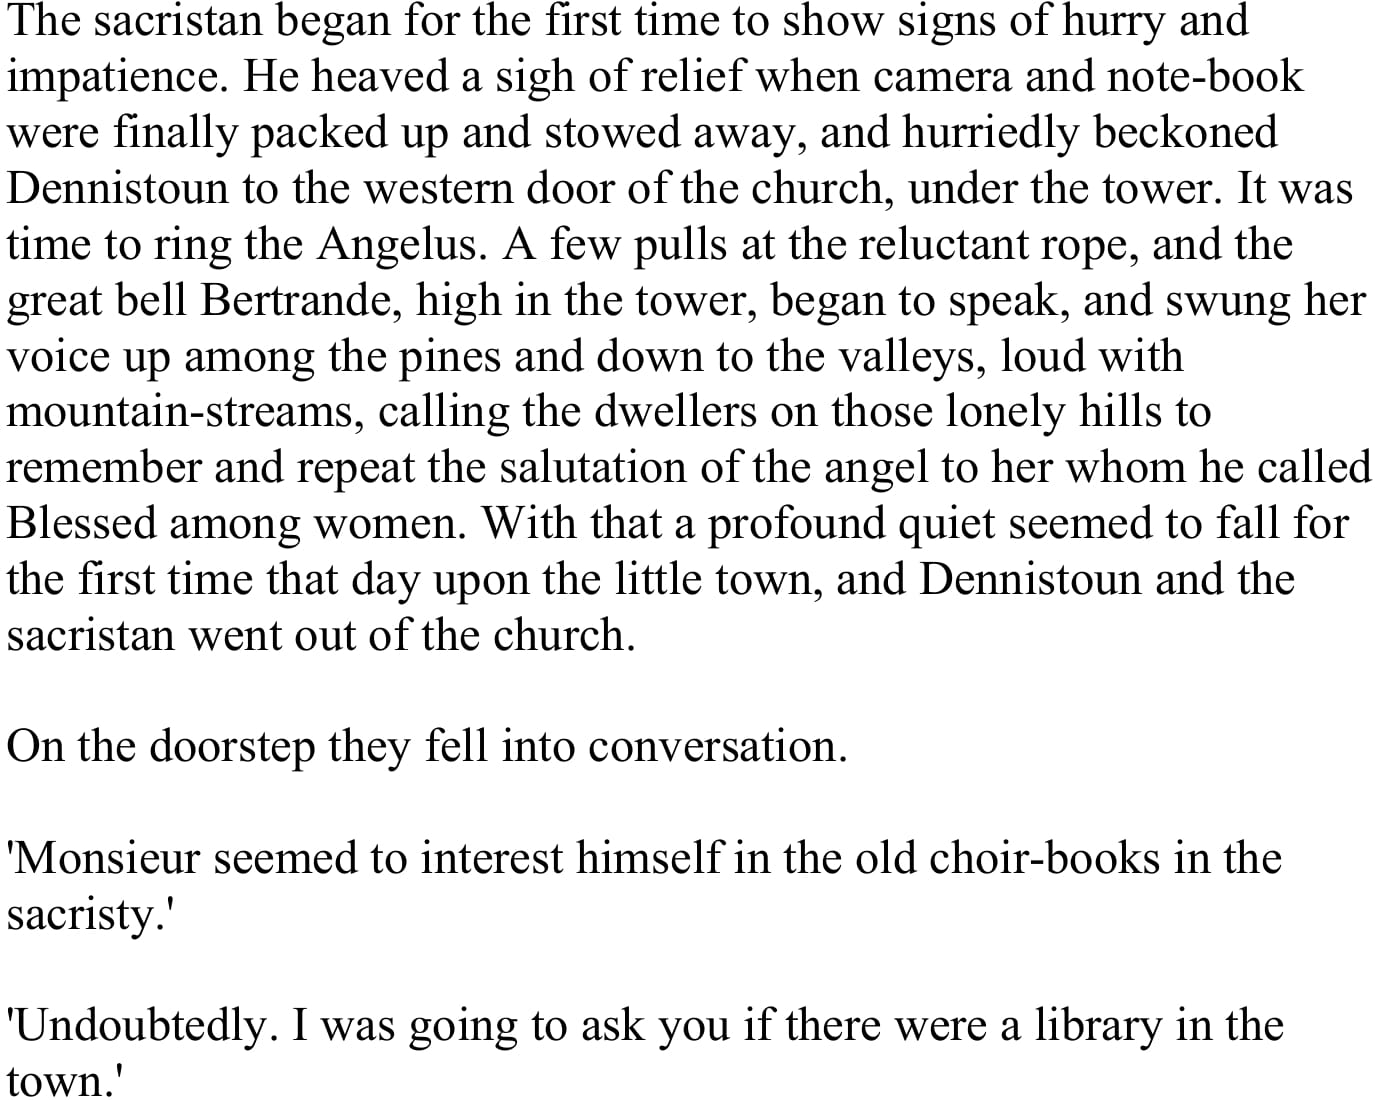 The sacristan began for the first time to show signs of hurry and
impatience. He heaved a sigh of relief when camera and note-book
were finally packed up and stowed away, and hurriedly beckoned
Dennistoun to the western door of the church, under the tower. It was
time to ring the Angelus. A few pulls at the reluctant rope, and the
great bell Bertrande, high in the tower, began to speak, and swung her
voice up among the pines and down to the valleys, loud with
mountain-streams, calling the dwellers on those lonely hills to
remember and repeat the salutation of the angel to her whom he called
Blessed among women. With that a profound quiet seemed to fall for
the first time that day upon the little town, and Dennistoun and the
sacristan went out of the church.

On the doorstep they fell into conversation.

'Monsieur seemed to interest himself in the old choir-books in the
sacristy.'

'Undoubtedly. I was going to ask you if there were a library in the
town.'